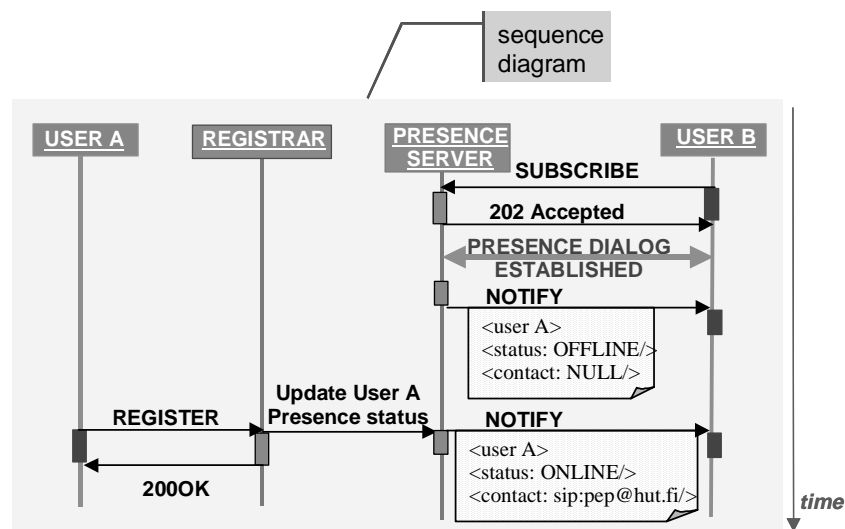 sequence
diagram
USER A
REGISTRAR
PRESENCE
SERVER
USER B
SUBSCRIBE
202 Accepted
PRESENCE DIALOG
ESTABLISHED
NOTIFY
<user A>
<status: OFFLINE/>
<contact: NULL/>
Update User A
Presence status
REGISTER
NOTIFY
<user A>
<status: ONLINE/>
<contact: sip:pep@hut.fi/>
200OK
time